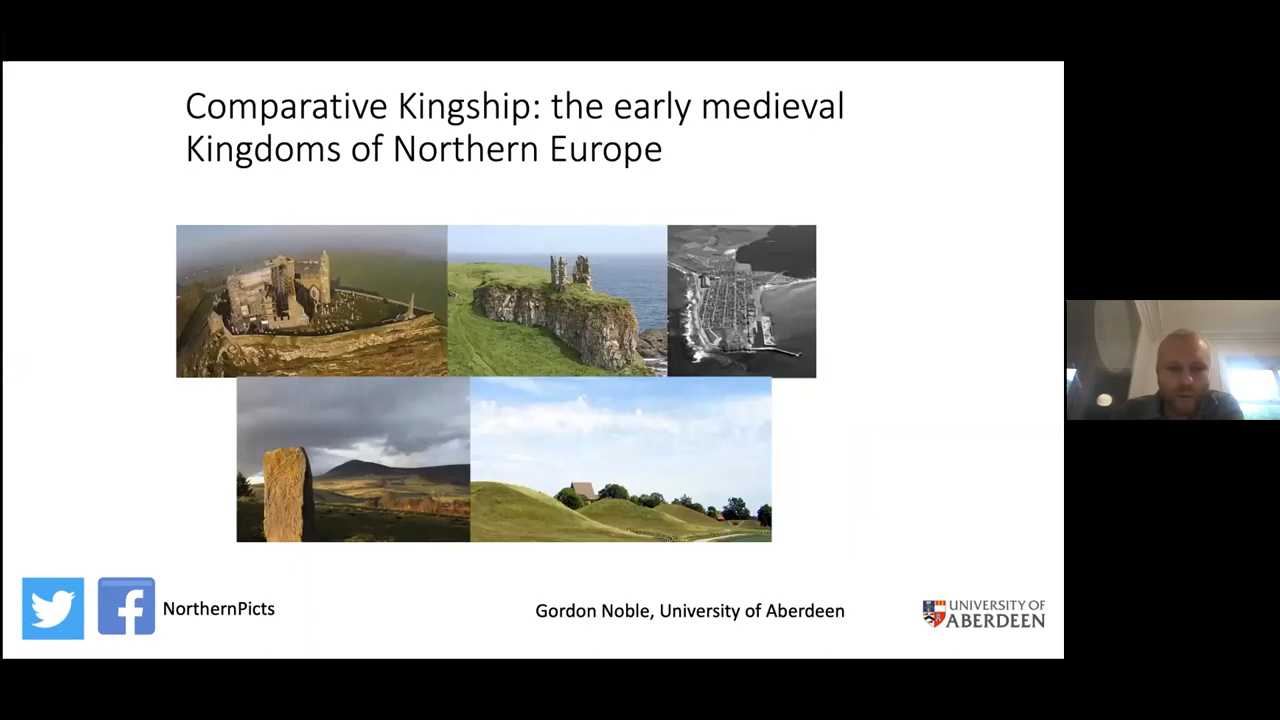 Comparative Kingship: the early medieval
Kingdoms of Northern Europe
NorthernPicts
Gordon Noble, University of Aberdeen
UNIVERSITY OF
ABERDEEN